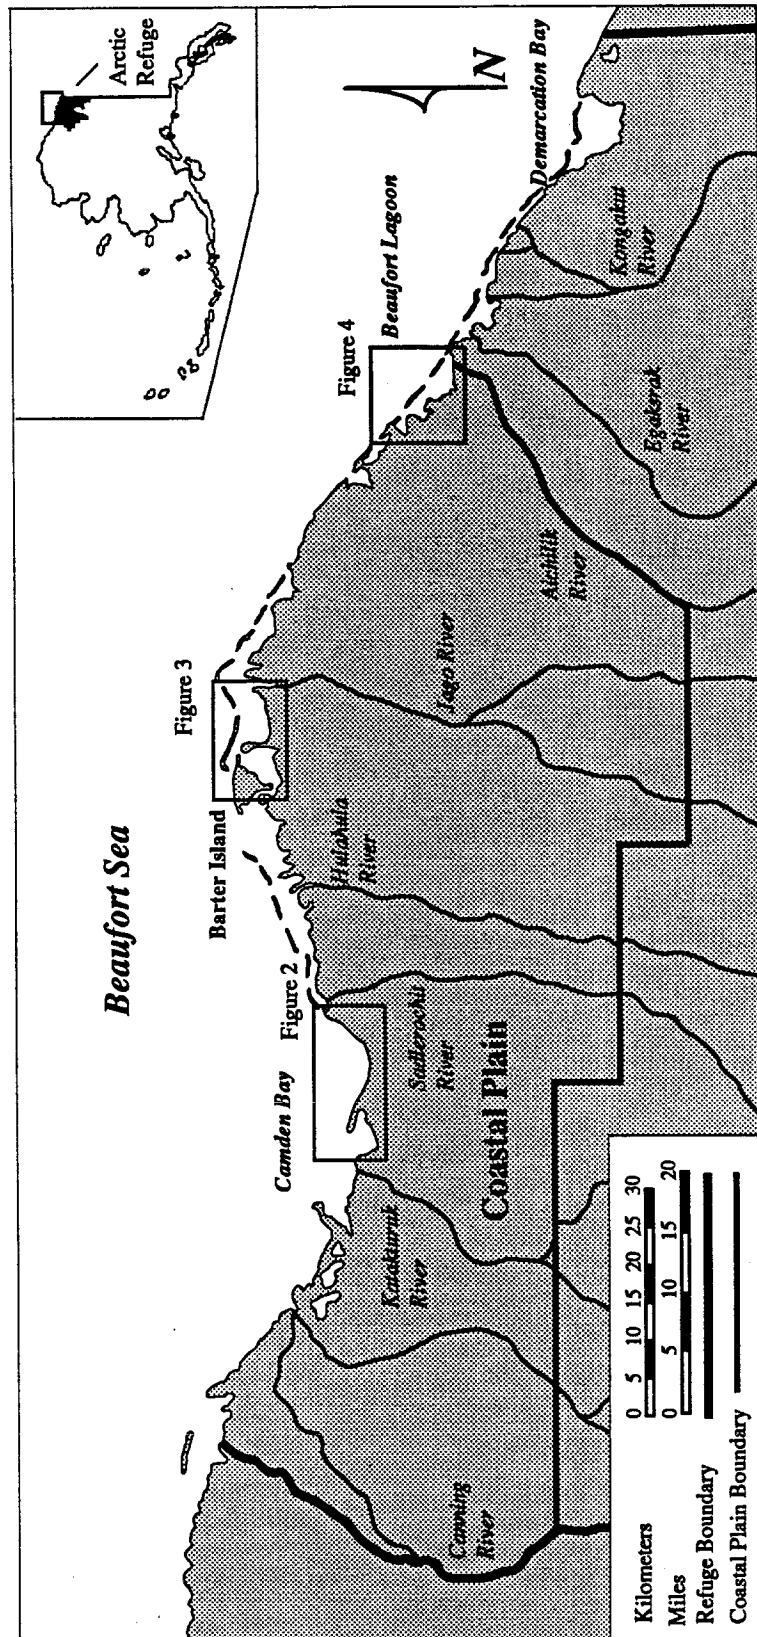 Arctic
Refuge
N
Beaufort Sea
Demarcation Bay
Beaufort Lagoon
Figure 4
Figure 3
Barter Island
Figure 2
Camden Bay
Kongakut
River
Egakerak
River
Aichilik
River
Jago River
Hulahula
River
Sadlerochit
River
Coastal Plain
Katakturuk
River
Canning
River
Kilometers
0 5 10 15 20 25 30
Miles
0 5 10 15 20
Refuge Boundary
Coastal Plain Boundary